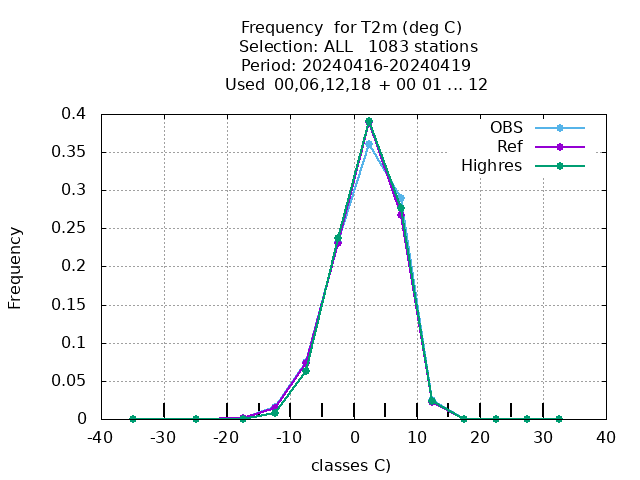 Frequency  for T2m (deg C)
Selection: ALL   1083 stations
Period: 20240416-20240419
Used  00,06,12,18  + 00 01 ... 12
0.4
0.35
0.3
0.25
0.2
0.15
0.1
0.05
0
Frequency
OBS
Ref
Highres
-40 -30 -20 -10 0 10 20 30 40
classes C)